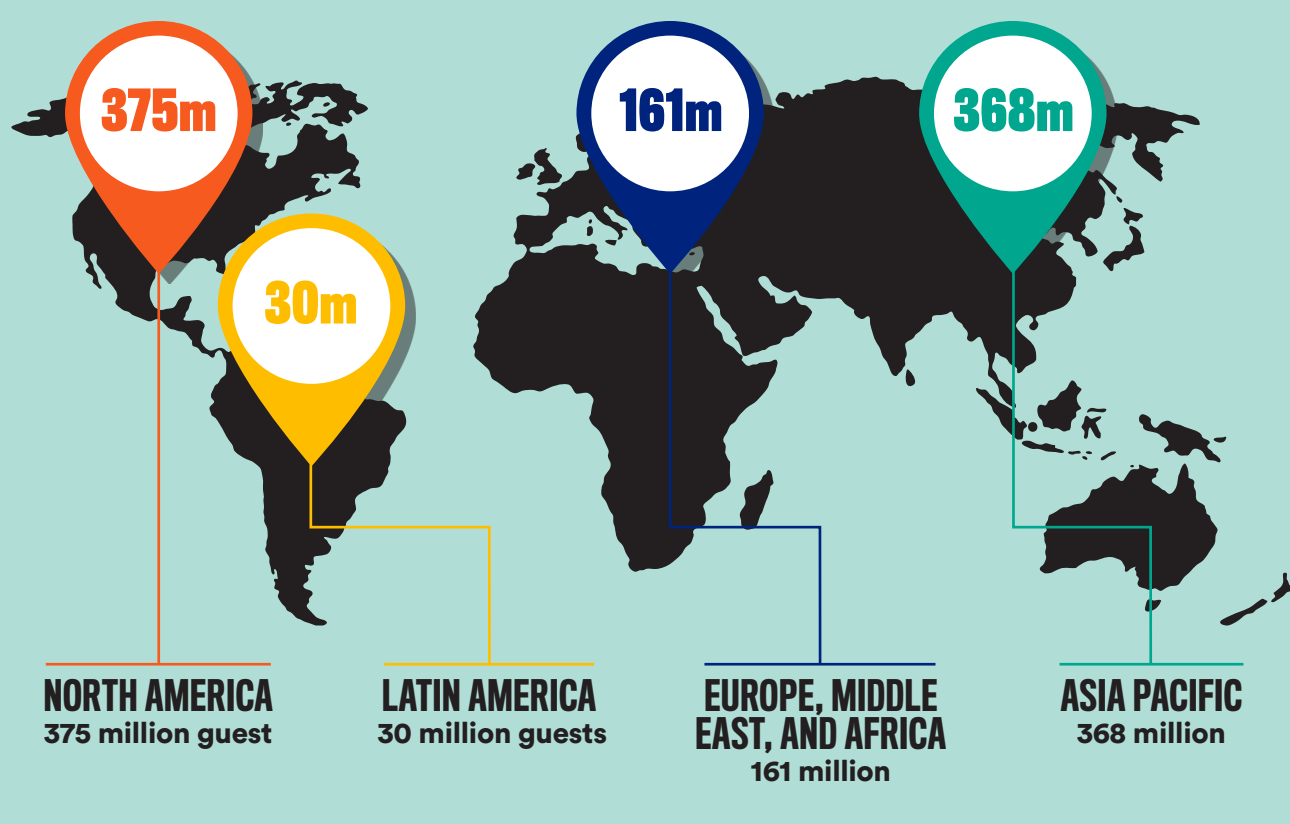 375m
161m
368m
30m
NORTH AMERICA
375 million guest
LATIN AMERICA
30 million guests
EUROPE, MIDDLE
EAST, AND AFRICA
161 million
ASIA PACIFIC
368 million